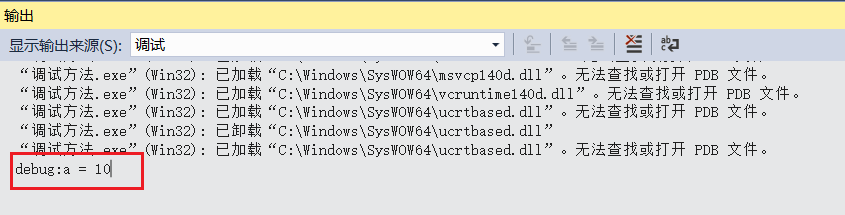 输出
显示输出来源(S): 调试
“调试方法.exe”(Win32): 已加载“C:\Windows\SysWOW64\msvcp140d.dll”。无法查找或打开 PDB 文件。
“调试方法.exe”(Win32): 已加载“C:\Windows\SysWOW64\vcruntime140d.dll”。无法查找或打开 PDB 文件。
“调试方法.exe”(Win32): 已加载“C:\Windows\SysWOW64\ucrtbased.dll”。无法查找或打开 PDB 文件。
“调试方法.exe”(Win32): 已卸载“C:\Windows\SysWOW64\ucrtbased.dll”
“调试方法.exe”(Win32): 已加载“C:\Windows\SysWOW64\ucrtbased.dll”。无法查找或打开 PDB 文件。
debug:a = 10